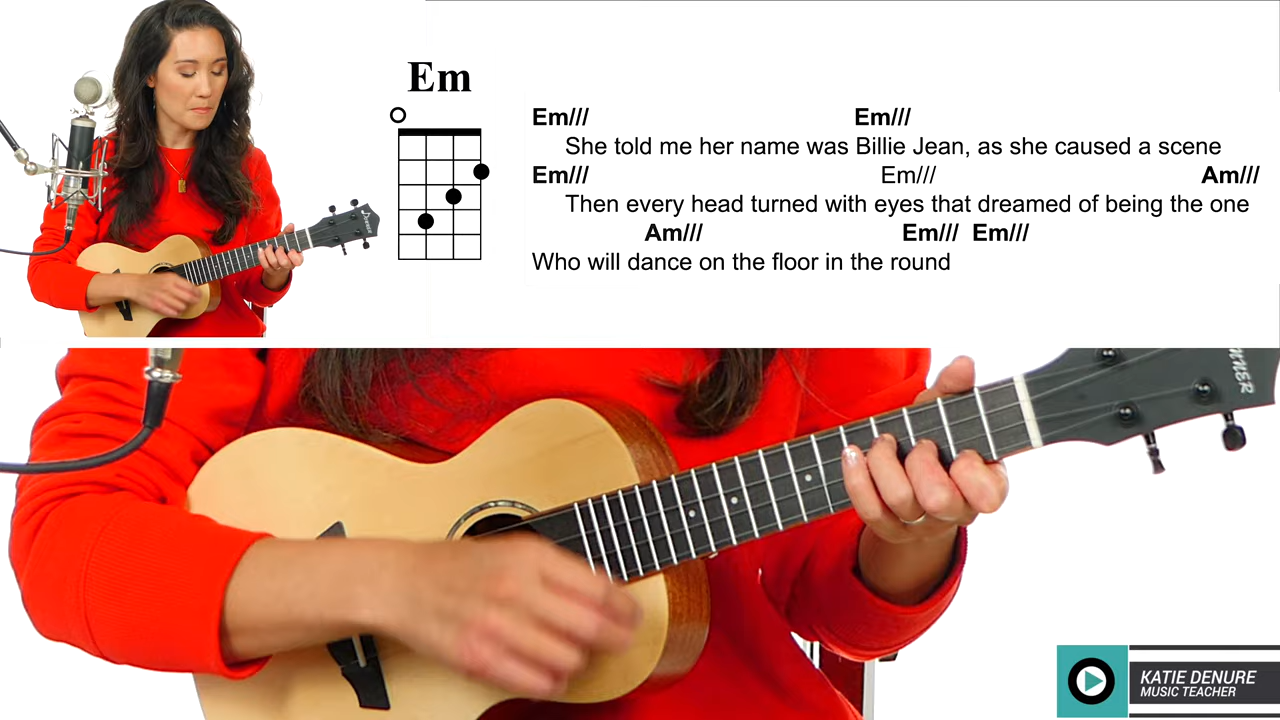 Em
Em/// Em///
She told me her name was Billie Jean, as she caused a scene
Em/// Em/// Am///
Then every head turned with eyes that dreamed of being the one
Am/// Em/// Em///
Who will dance on the floor in the round
KATIE DENURE
MUSIC TEACHER